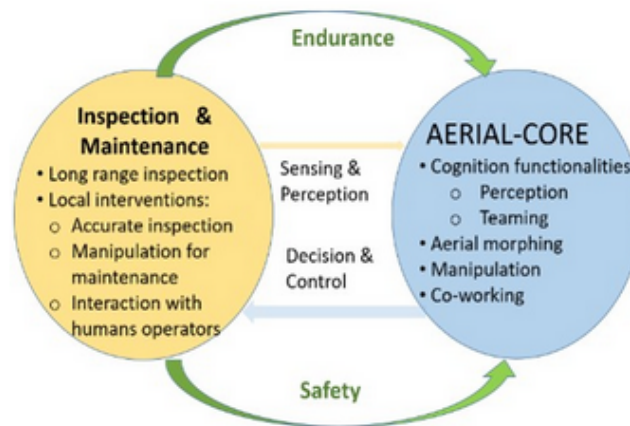 Endurance
Inspection &
Maintenance
• Long range inspection
• Local interventions:
o Accurate inspection
o Manipulation for
maintenance
o Interaction with
humans operators
Sensing &
Perception
Decision &
Control
AERIAL-CORE
• Cognition functionalities
o Perception
o Teaming
• Aerial morphing
• Manipulation
• Co-working
Safety